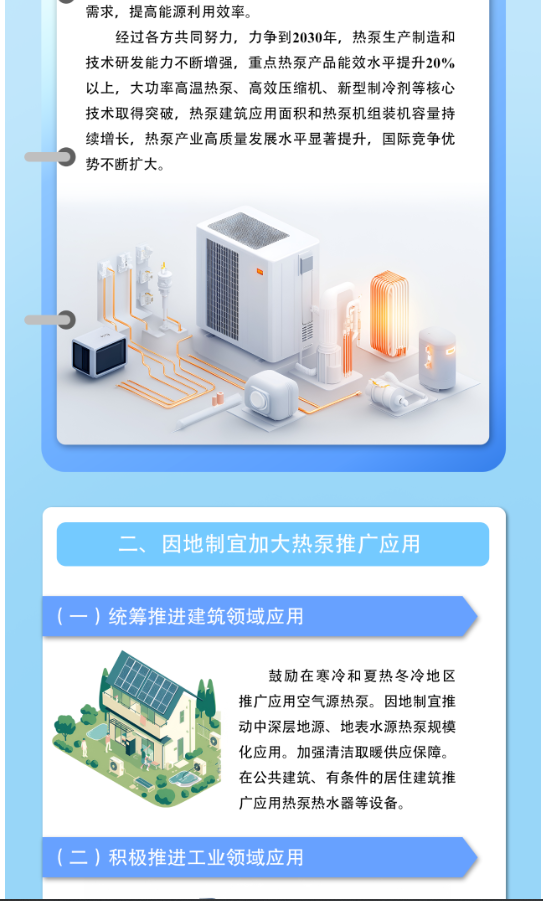 需求，提高能源利用效率。
经过各方共同努力，力争到2030年，热泵生产制造和
技术研发能力不断增强，重点热泵产品能效水平提升20%
以上，大功率高温热泵、高效压缩机、新型制冷剂等核心
技术取得突破，热泵建筑应用面积和热泵机组装机容量持
续增长，热泵产业高质量发展水平显著提升，国际竞争优
势不断扩大。
二、因地制宜加大热泵推广应用
（一）统筹推进建筑领域应用
鼓励在寒冷和夏热冬冷地区
推广应用空气源热泵。因地制宜推
动中深层地源、地表水源热泵规模
化应用。加强清洁取暖供应保障。
在公共建筑、有条件的居住建筑推
广应用热泵热水器等设备。
（二）积极推进工业领域应用